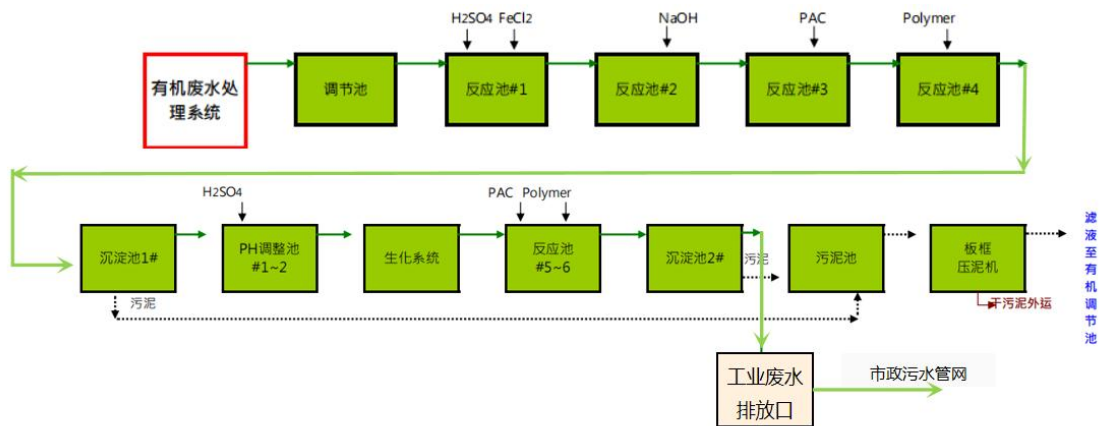 H2SO4 FeCl2
NaOH
PAC
Polymer
有机废水处
理系统
调节池
反应池#1
反应池#2
反应池#3
反应池#4
H2SO4
PAC Polymer
沉淀池1#
PH调整池
#1~2
生化系统
反应池
#5~6
沉淀池2#
污泥
污泥池
板框
压泥机
滤液至有机调节池
污泥
干污泥外运
工业废水
排放口
市政污水管网